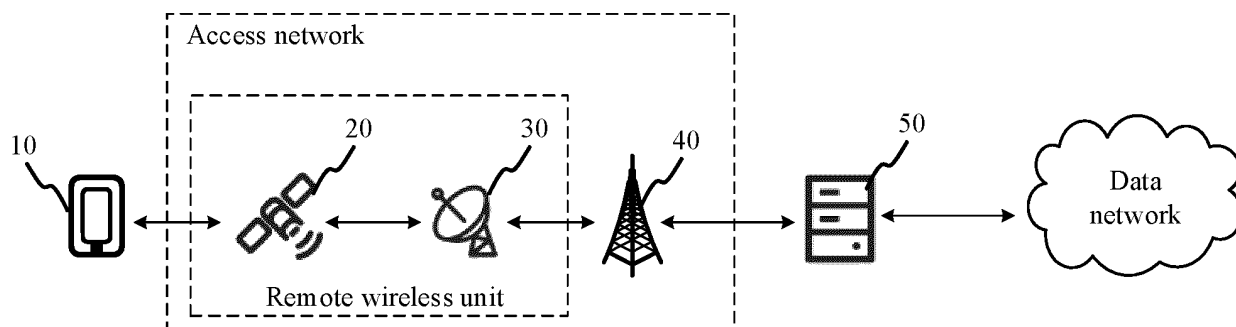 Access network
10
20
30
40
50
Data
network
Remote wireless unit